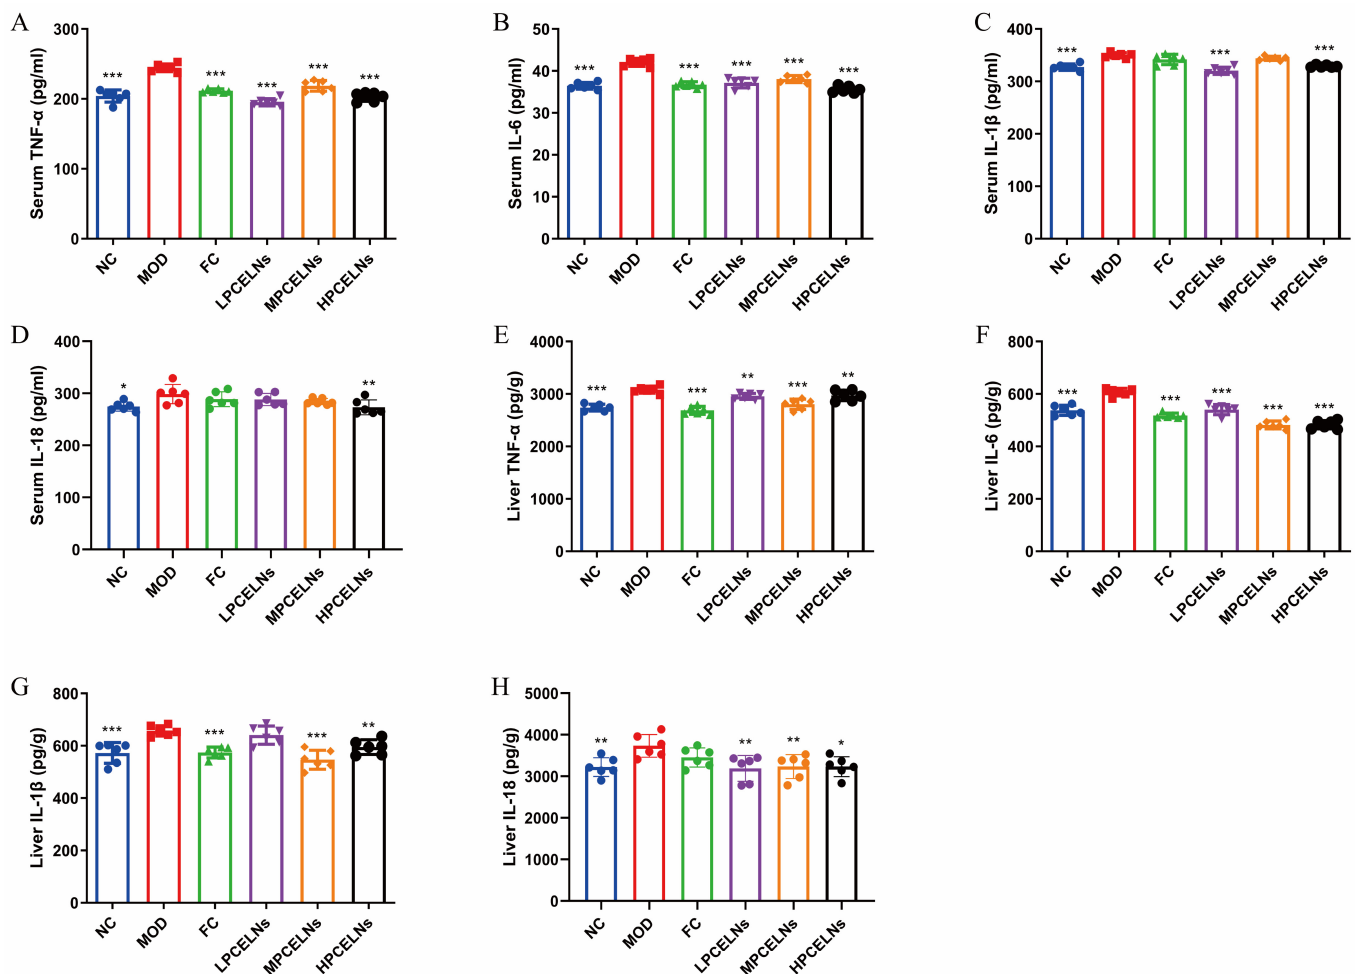 A
Serum TNF-α (pg/ml)
300
200
100
0
***
***
***
***
***
NC
MOD
FC
LPCELNs
MPCELNs
HPCELNs
B
Serum IL-6 (pg/ml)
50
40
30
20
10
0
***
***
***
***
***
NC
MOD
FC
LPCELNs
MPCELNs
HPCELNs
C
Serum IL-1β (pg/ml)
400
300
200
100
0
***
***
***
NC
MOD
FC
LPCELNs
MPCELNs
HPCELNs
D
Serum IL-18 (pg/ml)
400
300
200
100
0
*
**
NC
MOD
FC
LPCELNs
MPCELNs
HPCELNs
E
Liver TNF-α (pg/g)
4000
3000
2000
1000
0
***
***
**
***
**
NC
MOD
FC
LPCELNs
MPCELNs
HPCELNs
F
Liver IL-6 (pg/g)
800
600
400
200
0
***
***
***
***
***
NC
MOD
FC
LPCELNs
MPCELNs
HPCELNs
G
Liver IL-1β (pg/g)
800
600
400
200
0
***
***
***
**
NC
MOD
FC
LPCELNs
MPCELNs
HPCELNs
H
Liver IL-18 (pg/g)
5000
4000
3000
2000
1000
0
**
**
**
*
NC
MOD
FC
LPCELNs
MPCELNs
HPCELNs